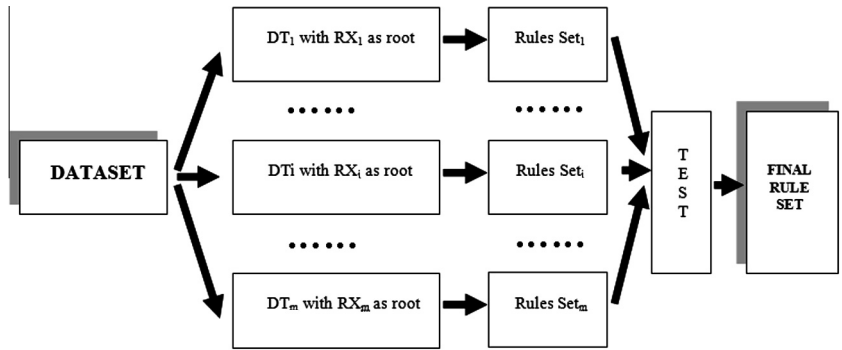 DT₁ with RX₁ as root
Rules Set₁
......
......
DATASET
DTi with RXᵢ as root
Rules Setᵢ
T
E
S
T
FINAL
RULE
SET
......
......
DTₘ with RXₘ as root
Rules Setₘ